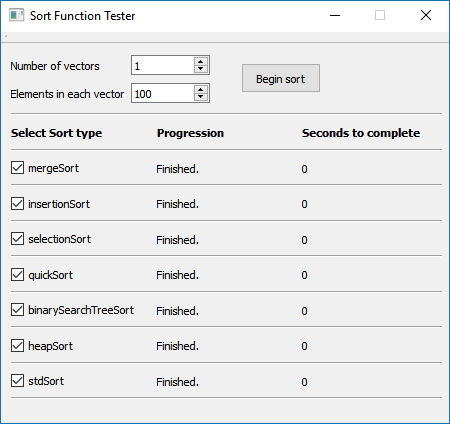 Sort Function Tester
Number of vectors 1
Elements in each vector 100
Begin sort
Select Sort type Progression Seconds to complete
mergeSort Finished. 0
insertionSort Finished. 0
selectionSort Finished. 0
quickSort Finished. 0
binarySearchTreeSort Finished. 0
heapSort Finished. 0
stdSort Finished. 0